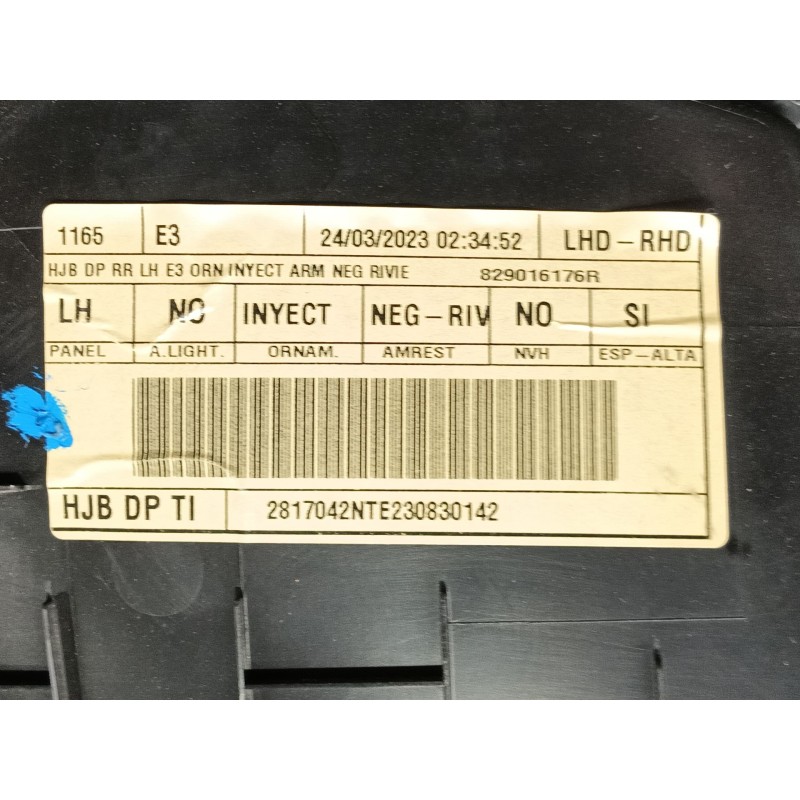 1165 E3 24/03/2023 02:34:52 LHD-RHD
HJB DP RR LH E3 ORN INYECT ARM NEG RIVIE 829016176R
LH NO INYECT NEG-RIV NO SI
PANEL A.LIGHT. ORNAM. AMREST NVH ESP-ALTA
HJB DP TI 2817042NTE230830142